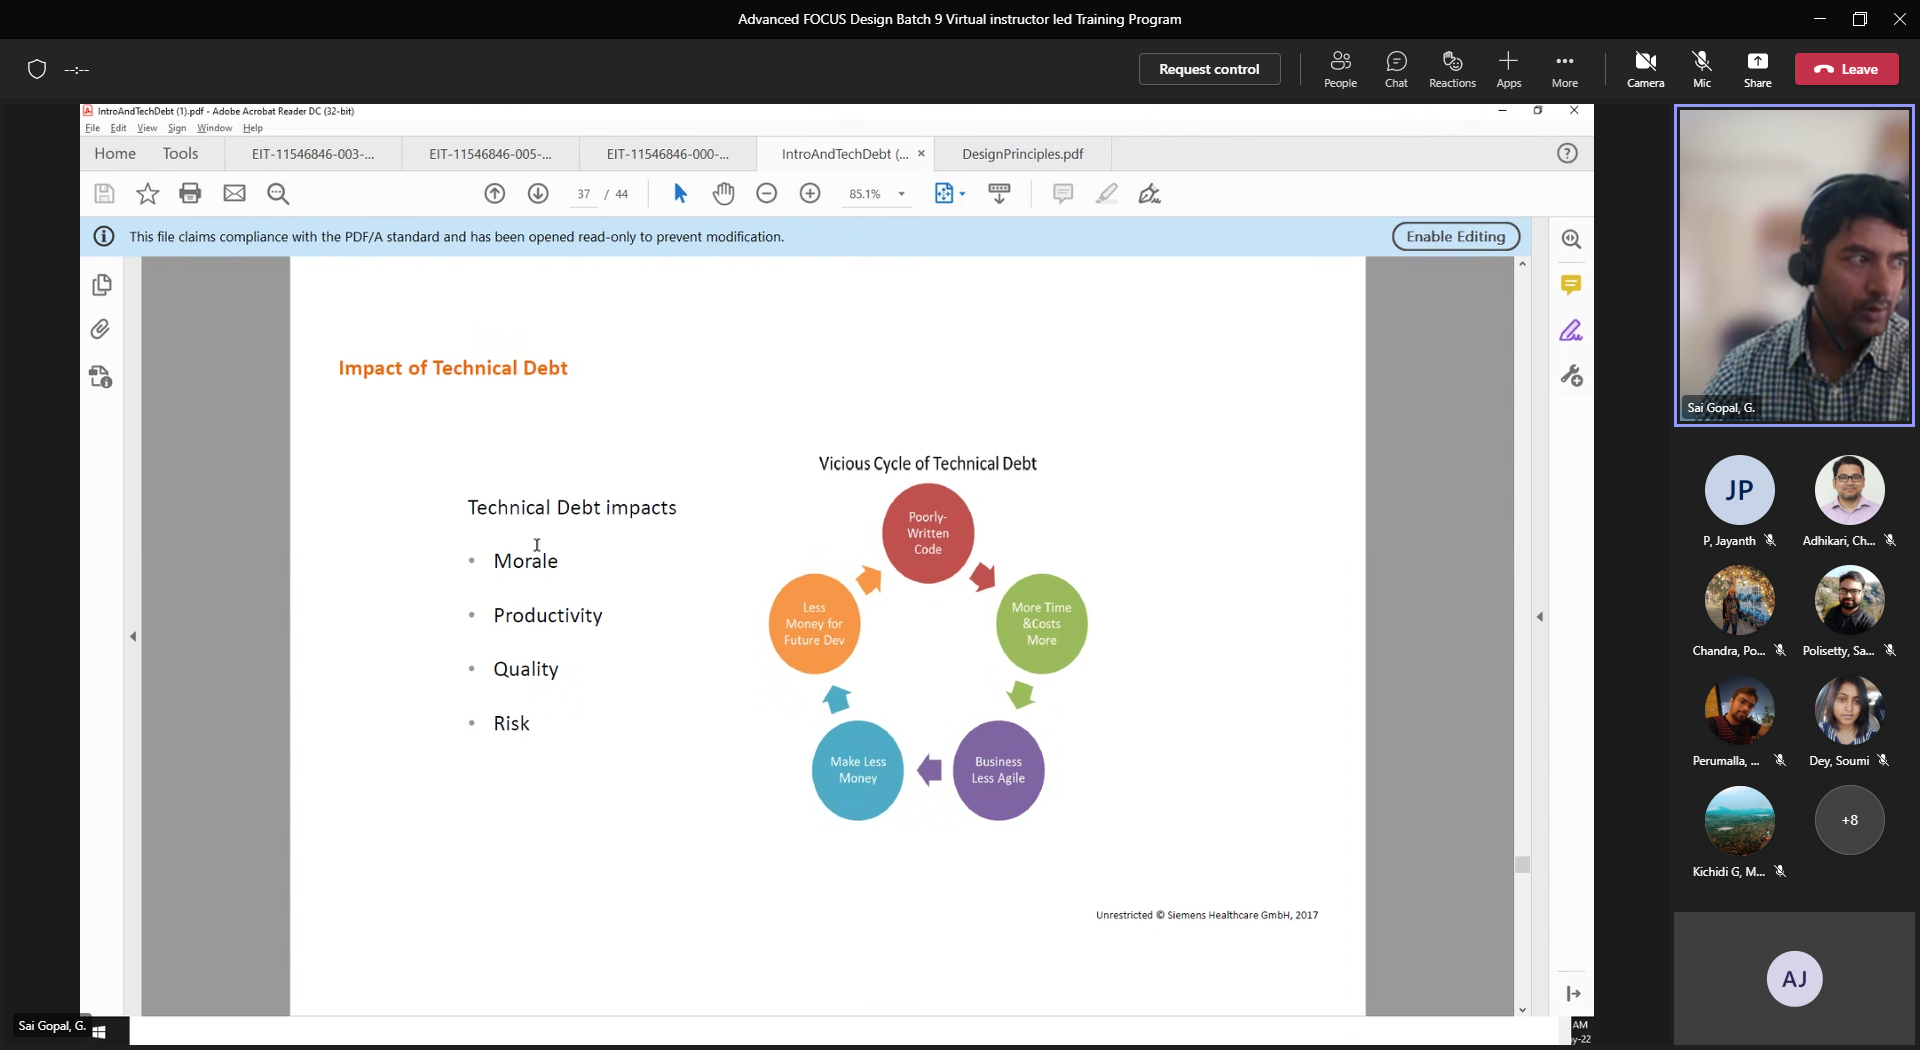 Advanced FOCUS Design Batch 9 Virtual instructor led Training Program
--:--
Request control
People
Chat
Reactions
Apps
More
Camera
Mic
Share
Leave
IntroAndTechDebt (1).pdf - Adobe Acrobat Reader DC (32-bit)
File Edit View Sign Window Help
Home Tools EIT-11546846-003-... EIT-11546846-005-... EIT-11546846-000-... IntroAndTechDebt (... × DesignPrinciples.pdf
37 / 44 85.1%
This file claims compliance with the PDF/A standard and has been opened read-only to prevent modification.
Enable Editing
Impact of Technical Debt
Technical Debt impacts
• Morale
• Productivity
• Quality
• Risk
Vicious Cycle of Technical Debt
Poorly-
Written
Code
More Time
&Costs
More
Business
Less Agile
Make Less
Money
Less
Money for
Future Dev
Unrestricted © Siemens Healthcare GmbH, 2017
Sai Gopal, G.
JP
P, Jayanth
Adhikari, Ch...
Chandra, Po...
Polisetty, Sa...
Perumalla, ...
Dey, Soumi
Kichidi G, M...
+8
AJ
Sai Gopal, G.
AM
y-22